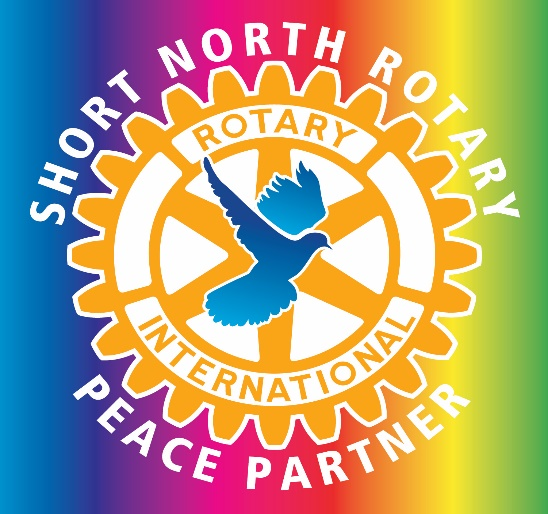 SHORT NORTH ROTARY
ROTARY
INTERNATIONAL
PEACE PARTNER